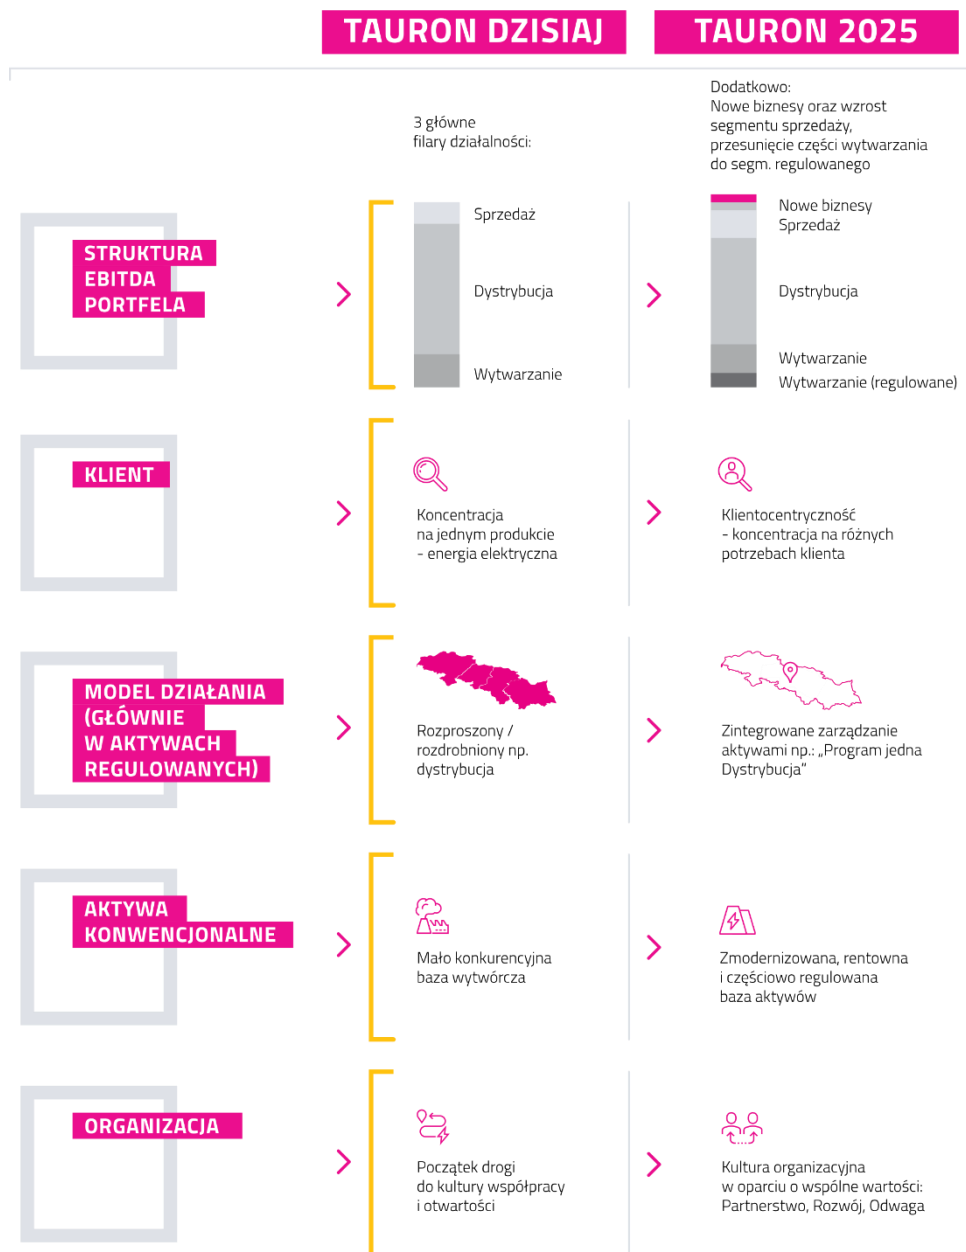 TAURON DZISIAJ
TAURON 2025
3 główne
filary działalności:
Dodatkowo:
Nowe biznesy oraz wzrost
segmentu sprzedaży,
przesunięcie części wytwarzania
do segm. regulowanego
STRUKTURA
EBITDA
PORTFELA
Sprzedaż
Dystrybucja
Wytwarzanie
Nowe biznesy
Sprzedaż
Dystrybucja
Wytwarzanie
Wytwarzanie (regulowane)
KLIENT
Koncentracja
na jednym produkcie
- energia elektryczna
Klientocentryczność
- koncentracja na różnych
potrzebach klienta
MODEL DZIAŁANIA
(GŁÓWNIE
W AKTYWACH
REGULOWANYCH)
Rozproszony /
rozdrobniony np.
dystrybucja
Zintegrowane zarządzanie
aktywami np.: „Program jedna
Dystrybucja”
AKTYWA
KONWENCJONALNE
Mało konkurencyjna
baza wytwórcza
Zmodernizowana, rentowna
i częściowo regulowana
baza aktywów
ORGANIZACJA
Początek drogi
do kultury współpracy
i otwartości
Kultura organizacyjna
w oparciu o wspólne wartości:
Partnerstwo, Rozwój, Odwaga